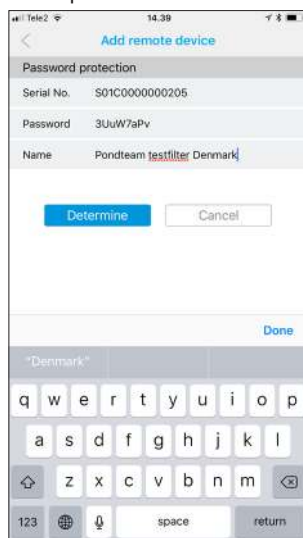 Tele2 14.39
Add remote device
Password protection
Serial No. S01C0000000205
Password 3UuW7aPv
Name Pondteam testfilter Denmark
Determine Cancel
Done
"Denmark"
q w e r t y u i o p
a s d f g h j k l
z x c v b n m
123 space return